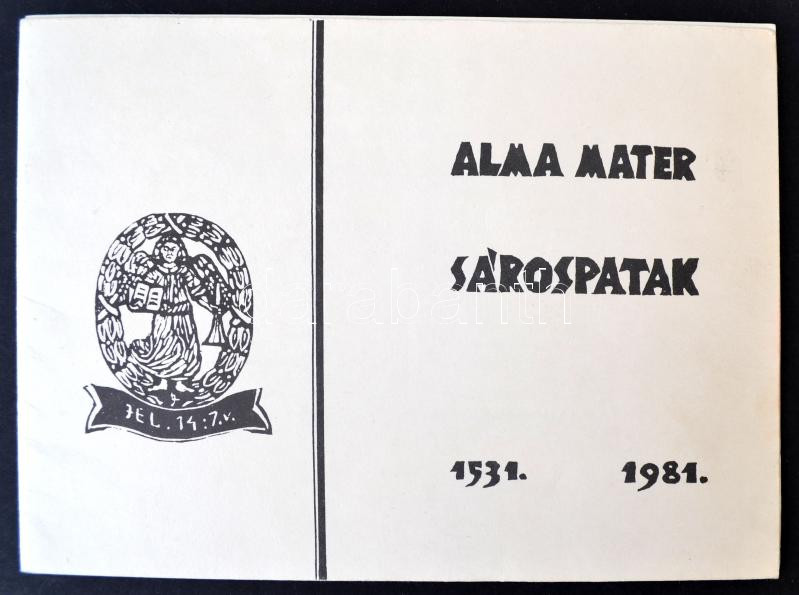 ALMA MATER
SÁROSPATAK
JEL. 14:7.v.
1531. 1981.